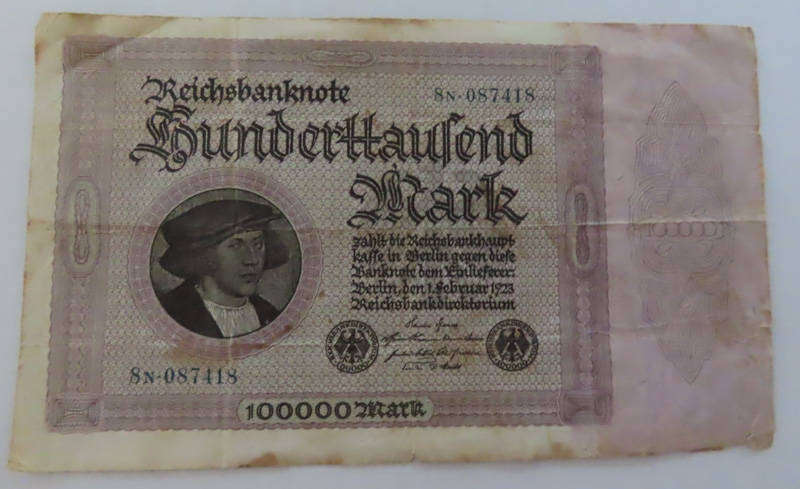 Reichsbanknote
8N·087418
Hunderttausend
Mark
zahlt die Reichsbankhaupt
kasse in Berlin gegen diese
Banknote dem Einlieferer.
Berlin, den 1. Februar 1923
Reichsbankdirektorium
8N·087418
100000 Mark